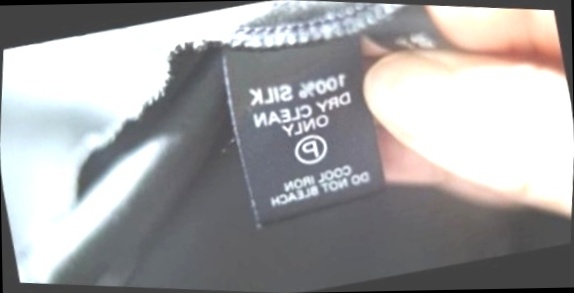 100% SILK
DRY CLEAN
ONLY
P
COOL IRON
DO NOT BLEACH